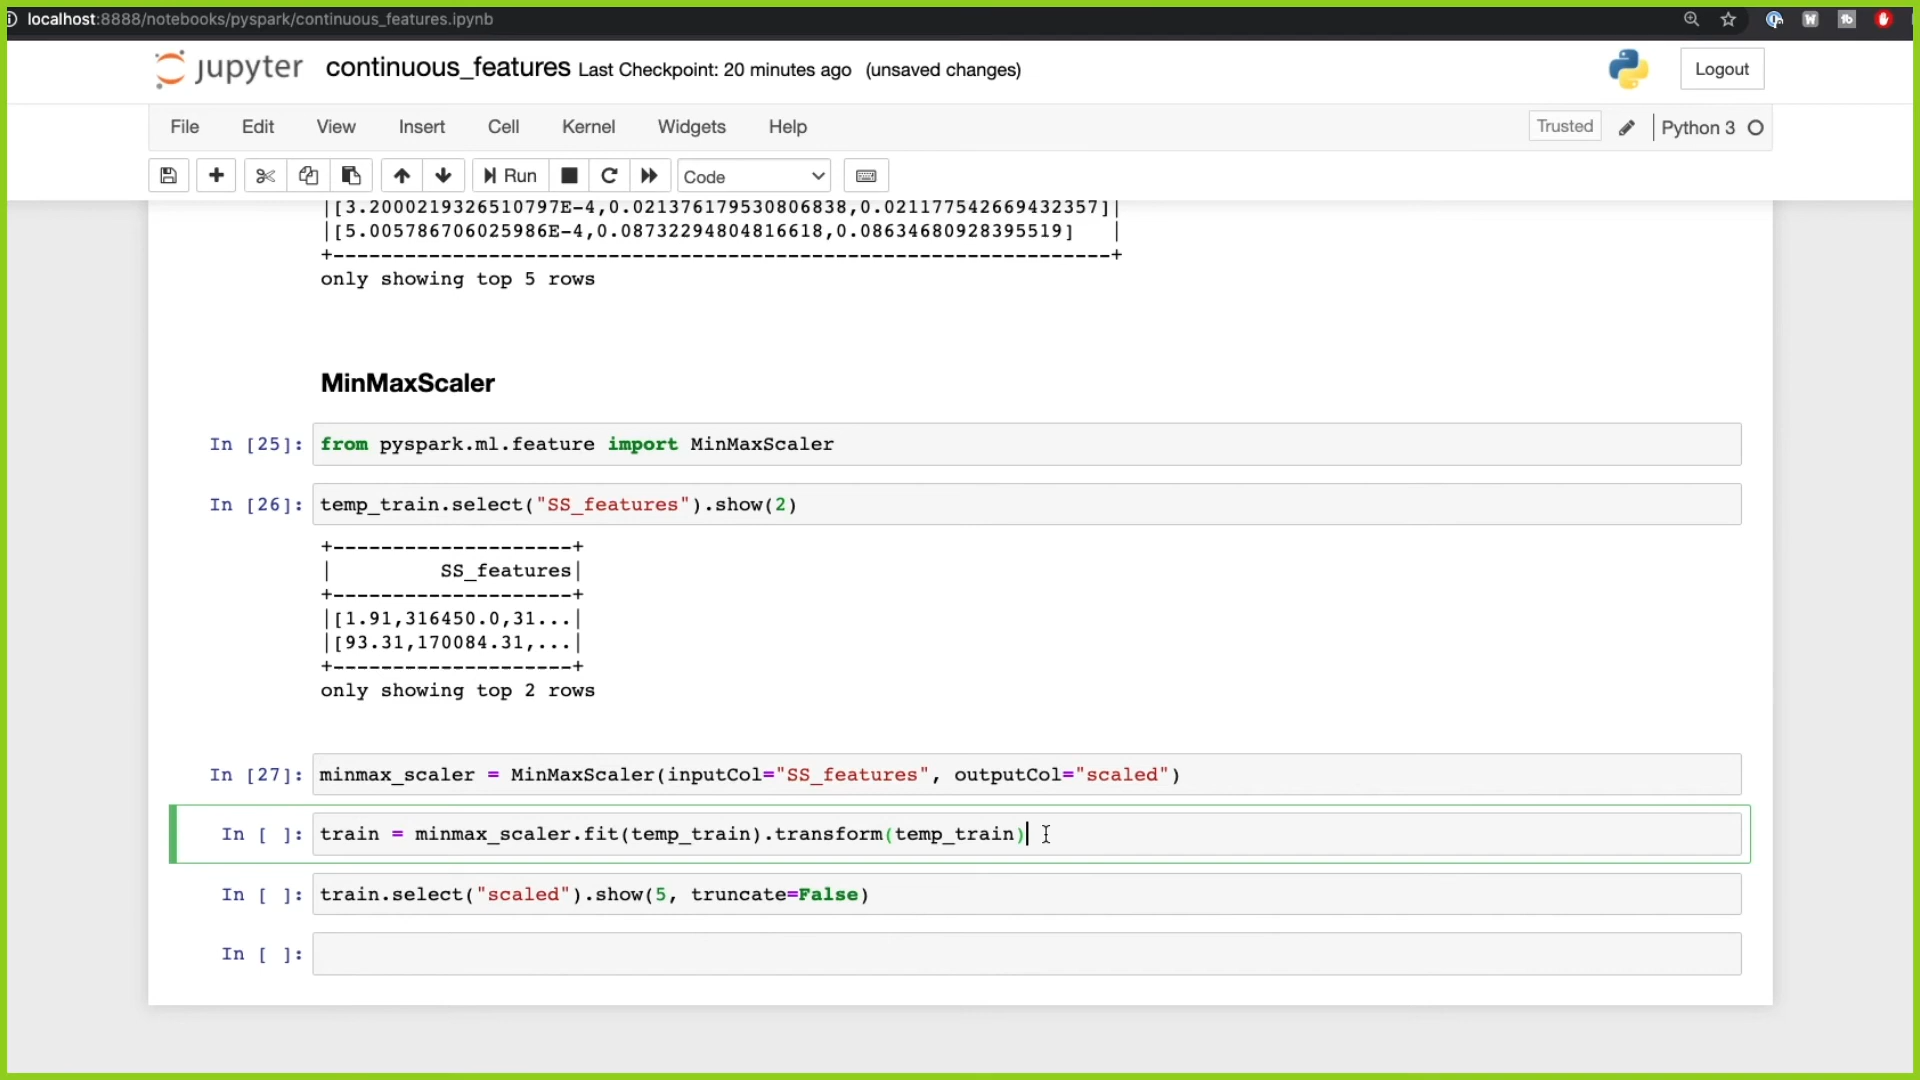 localhost:8888/notebooks/pyspark/continuous_features.ipynb
jupyter continuous_features Last Checkpoint: 20 minutes ago (unsaved changes)
Logout
File Edit View Insert Cell Kernel Widgets Help
Trusted
Python 3
Run
Code
|[3.2000219326510797E-4,0.021376179530806838,0.021177542669432357]|
|[5.005786706025986E-4,0.08732294804816618,0.08634680928395519] |
+-----------------------------------------------------------------+
only showing top 5 rows
MinMaxScaler
In [25]: from pyspark.ml.feature import MinMaxScaler
In [26]: temp_train.select("SS_features").show(2)
+--------------------+
| SS_features|
+--------------------+
|[1.91,316450.0,31...|
|[93.31,170084.31,...|
+--------------------+
only showing top 2 rows
In [27]: minmax_scaler = MinMaxScaler(inputCol="SS_features", outputCol="scaled")
In [ ]: train = minmax_scaler.fit(temp_train).transform(temp_train)
In [ ]: train.select("scaled").show(5, truncate=False)
In [ ]: